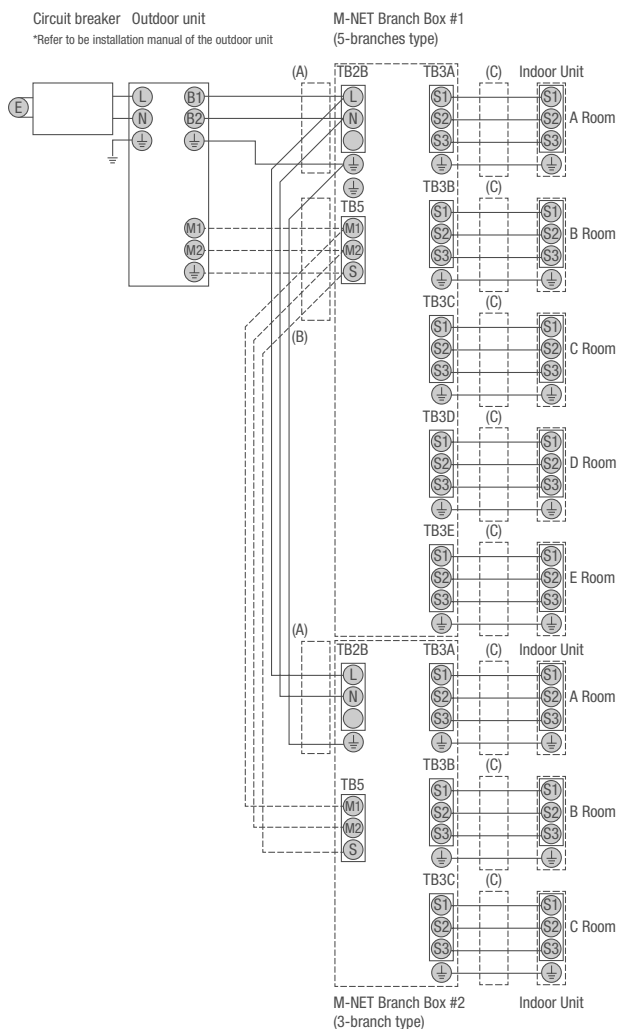 Circuit breaker Outdoor unit
*Refer to be installation manual of the outdoor unit
M-NET Branch Box #1
(5-branches type)
(A) TB2B TB3A (C) Indoor Unit
E L B1 L S1 S1
N B2 N S2 S2 A Room
S3 S3
TB3B (C)
TB5 S1 S1
M1 M1 S2 S2 B Room
M2 M2 S3 S3
S
TB3C (C)
(B) S1 S1
S2 S2 C Room
S3 S3
TB3D (C)
S1 S1
S2 S2 D Room
S3 S3
TB3E (C)
S1 S1
S2 S2 E Room
S3 S3
(A) TB2B TB3A (C) Indoor Unit
L S1 S1
N S2 S2 A Room
S3 S3
TB3B (C)
TB5 S1 S1
M1 S2 S2 B Room
M2 S3 S3
S
TB3C (C)
S1 S1
S2 S2 C Room
S3 S3
M-NET Branch Box #2 Indoor Unit
(3-branch type)